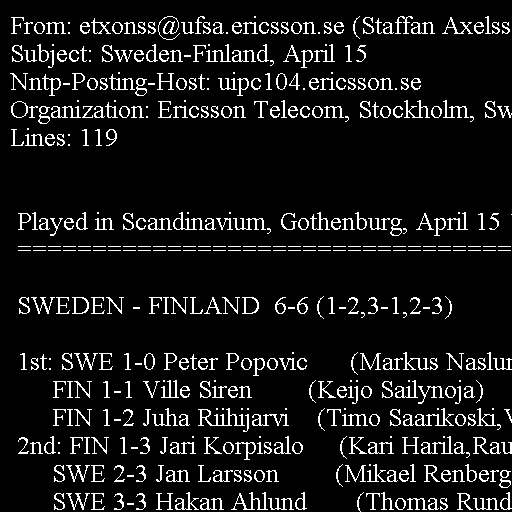 From: etxonss@ufsa.ericsson.se (Staffan Axelss
Subject: Sweden-Finland, April 15
Nntp-Posting-Host: uipc104.ericsson.se
Organization: Ericsson Telecom, Stockholm, Sw
Lines: 119
Played in Scandinavium, Gothenburg, April 15
==================================
SWEDEN - FINLAND 6-6 (1-2,3-1,2-3)
1st: SWE 1-0 Peter Popovic (Markus Naslun
FIN 1-1 Ville Siren (Keijo Sailynoja)
FIN 1-2 Juha Riihijarvi (Timo Saarikoski,V
2nd: FIN 1-3 Jari Korpisalo (Kari Harila,Rau
SWE 2-3 Jan Larsson (Mikael Renberg
SWE 3-3 Hakan Ahlund (Thomas Rund